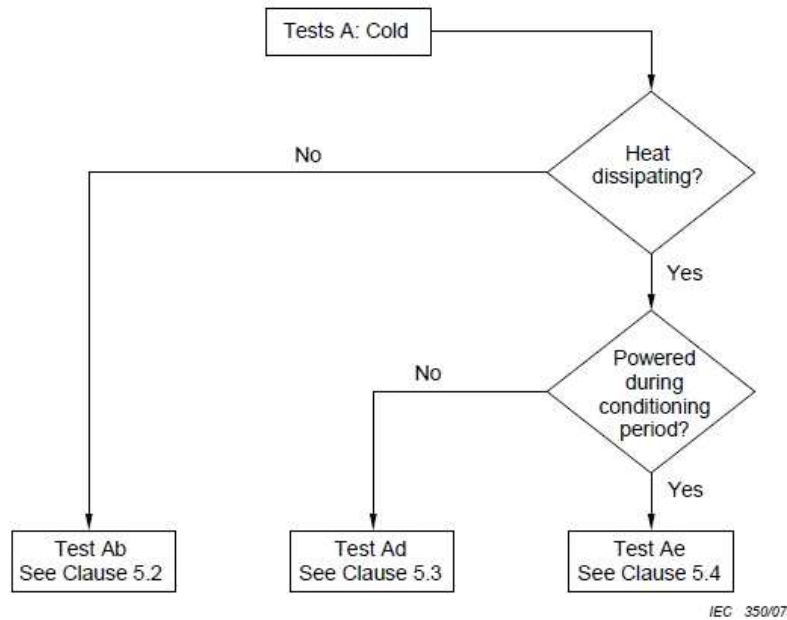 Tests A: Cold
Heat
dissipating?
No
Yes
Powered
during
conditioning
period?
No
Yes
Test Ab
See Clause 5.2
Test Ad
See Clause 5.3
Test Ae
See Clause 5.4
IEC 350/07